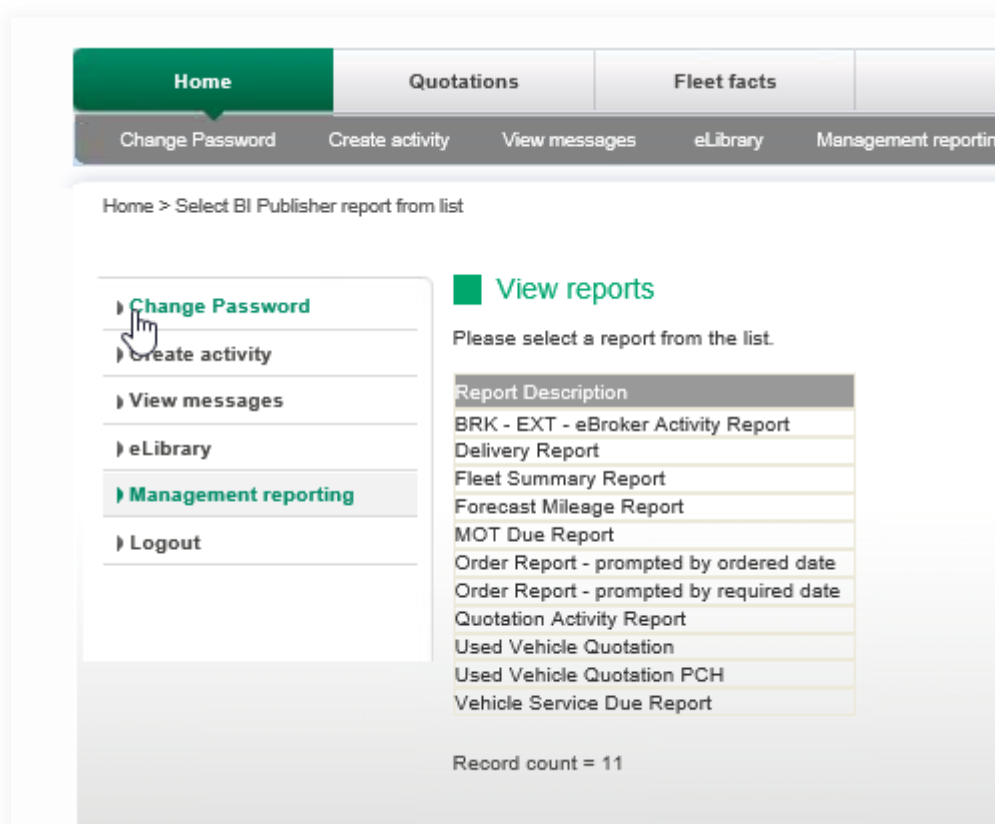 Home Quotations Fleet facts
Change Password Create activity View messages eLibrary Management reportin
Home > Select BI Publisher report from list
Change Password
Create activity
View messages
eLibrary
Management reporting
Logout
View reports
Please select a report from the list.
Report Description
BRK - EXT - eBroker Activity Report
Delivery Report
Fleet Summary Report
Forecast Mileage Report
MOT Due Report
Order Report - prompted by ordered date
Order Report - prompted by required date
Quotation Activity Report
Used Vehicle Quotation
Used Vehicle Quotation PCH
Vehicle Service Due Report
Record count = 11